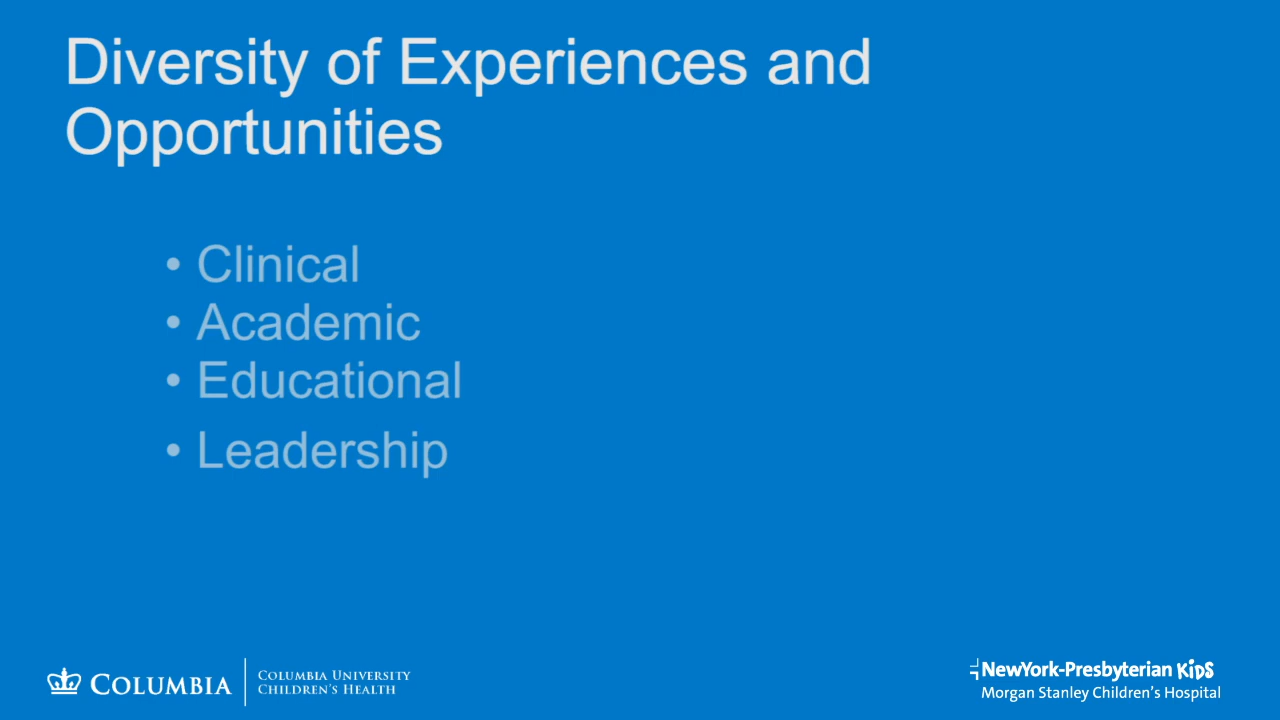 Diversity of Experiences and
Opportunities
• Clinical
• Academic
• Educational
• Leadership
COLUMBIA
COLUMBIA UNIVERSITY
CHILDREN'S HEALTH
NewYork-Presbyterian KiDS
Morgan Stanley Children's Hospital